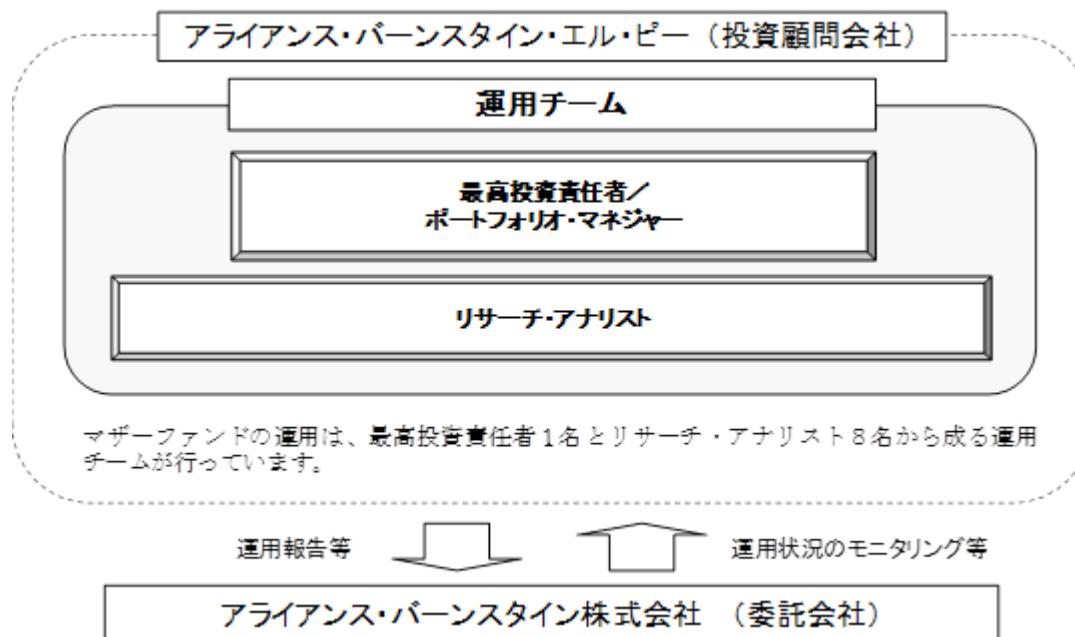 アライアンス・バーンスタイン・エル・ピー（投資顧問会社）
運用チーム
最高投資責任者／
ポートフォリオ・マネジャー
リサーチ・アナリスト
マザーファンドの運用は、最高投資責任者１名とリサーチ・アナリスト８名から成る運用
チームが行っています。
運用報告等
運用状況のモニタリング等
アライアンス・バーンスタイン株式会社　（委託会社）